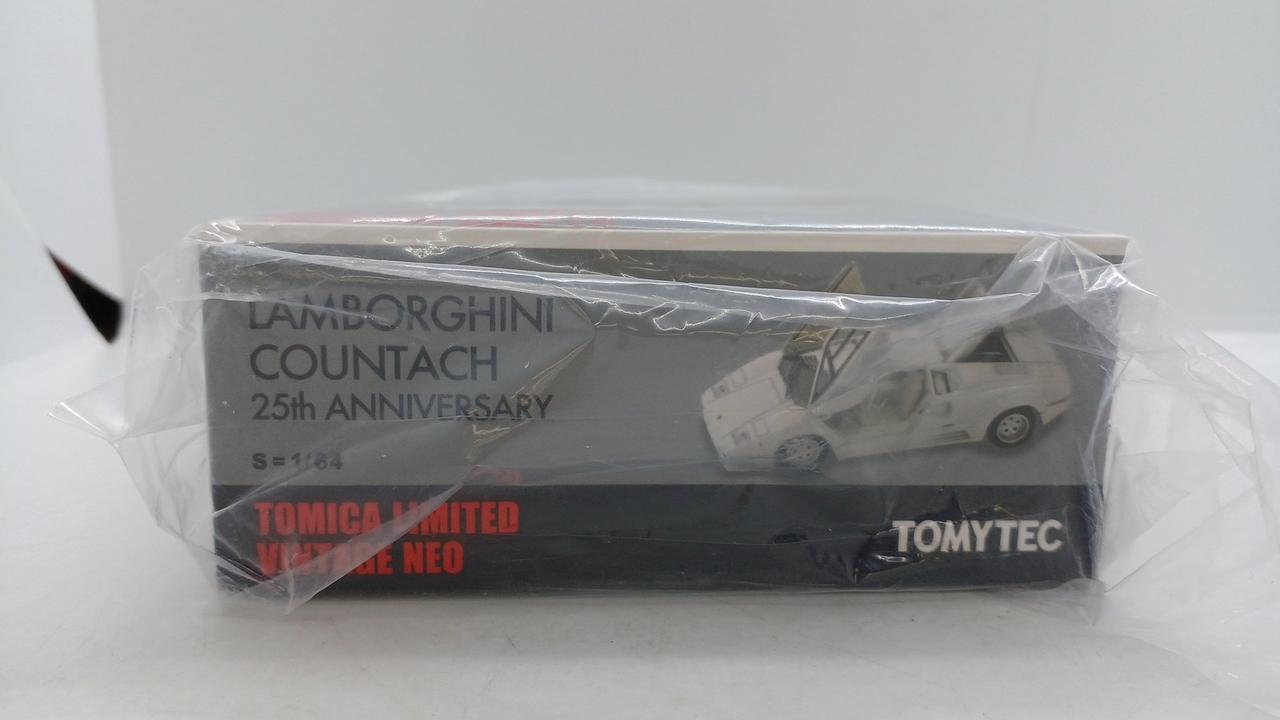 LAMBORGHINI
COUNTACH
25th ANNIVERSARY
S=1/64
TOMICA LIMITED
VINTAGE NEO
TOMYTEC